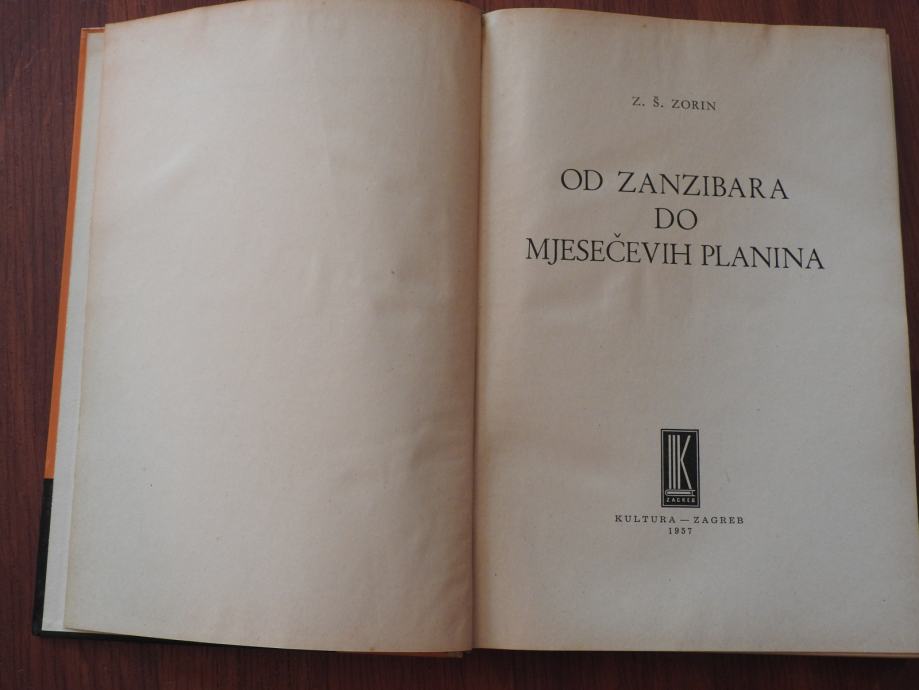 Z. Š. ZORIN
OD ZANZIBARA
DO
MJESEČEVIH PLANINA
K
ZAGREB
KULTURA — ZAGREB
1957